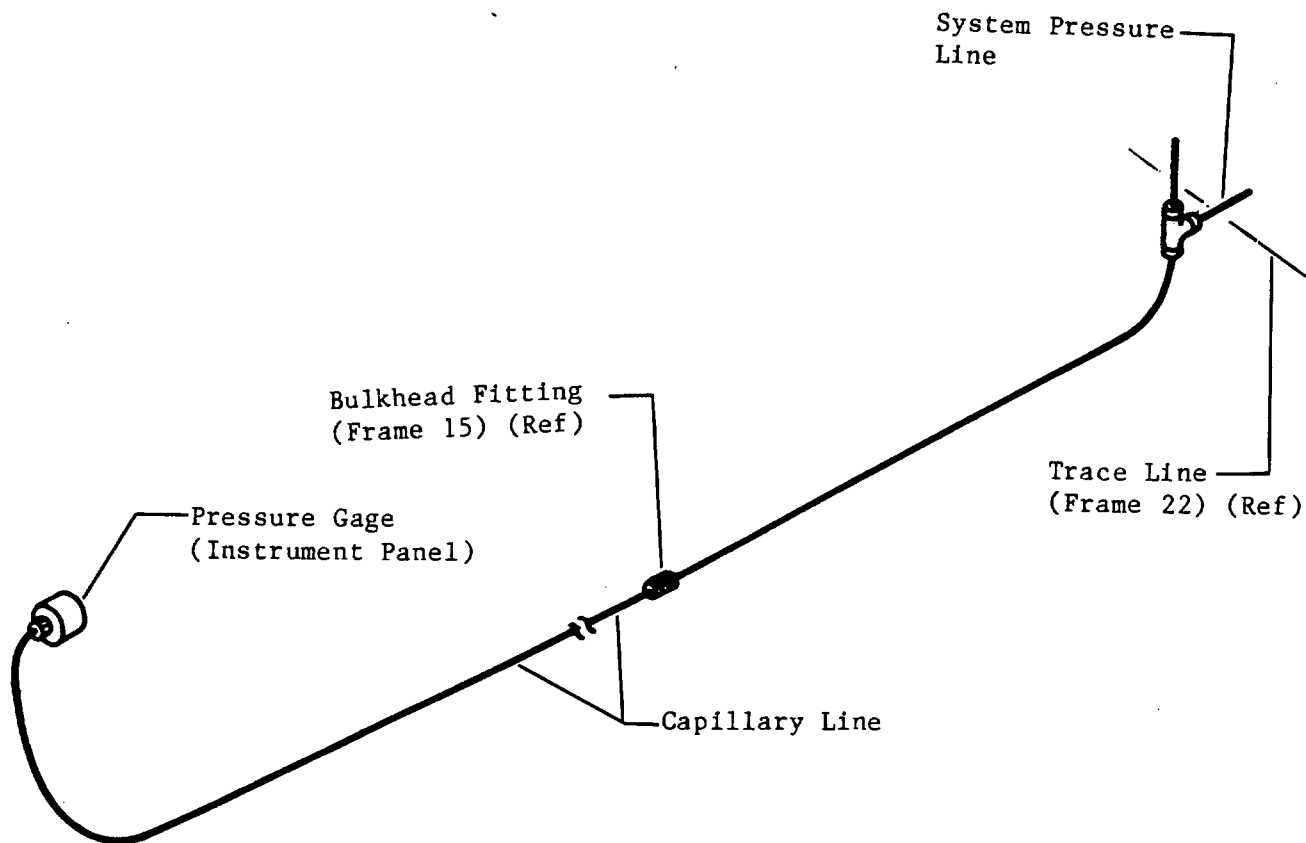 System Pressure
Line
Bulkhead Fitting
(Frame 15) (Ref)
Trace Line
(Frame 22) (Ref)
Pressure Gage
(Instrument Panel)
Capillary Line